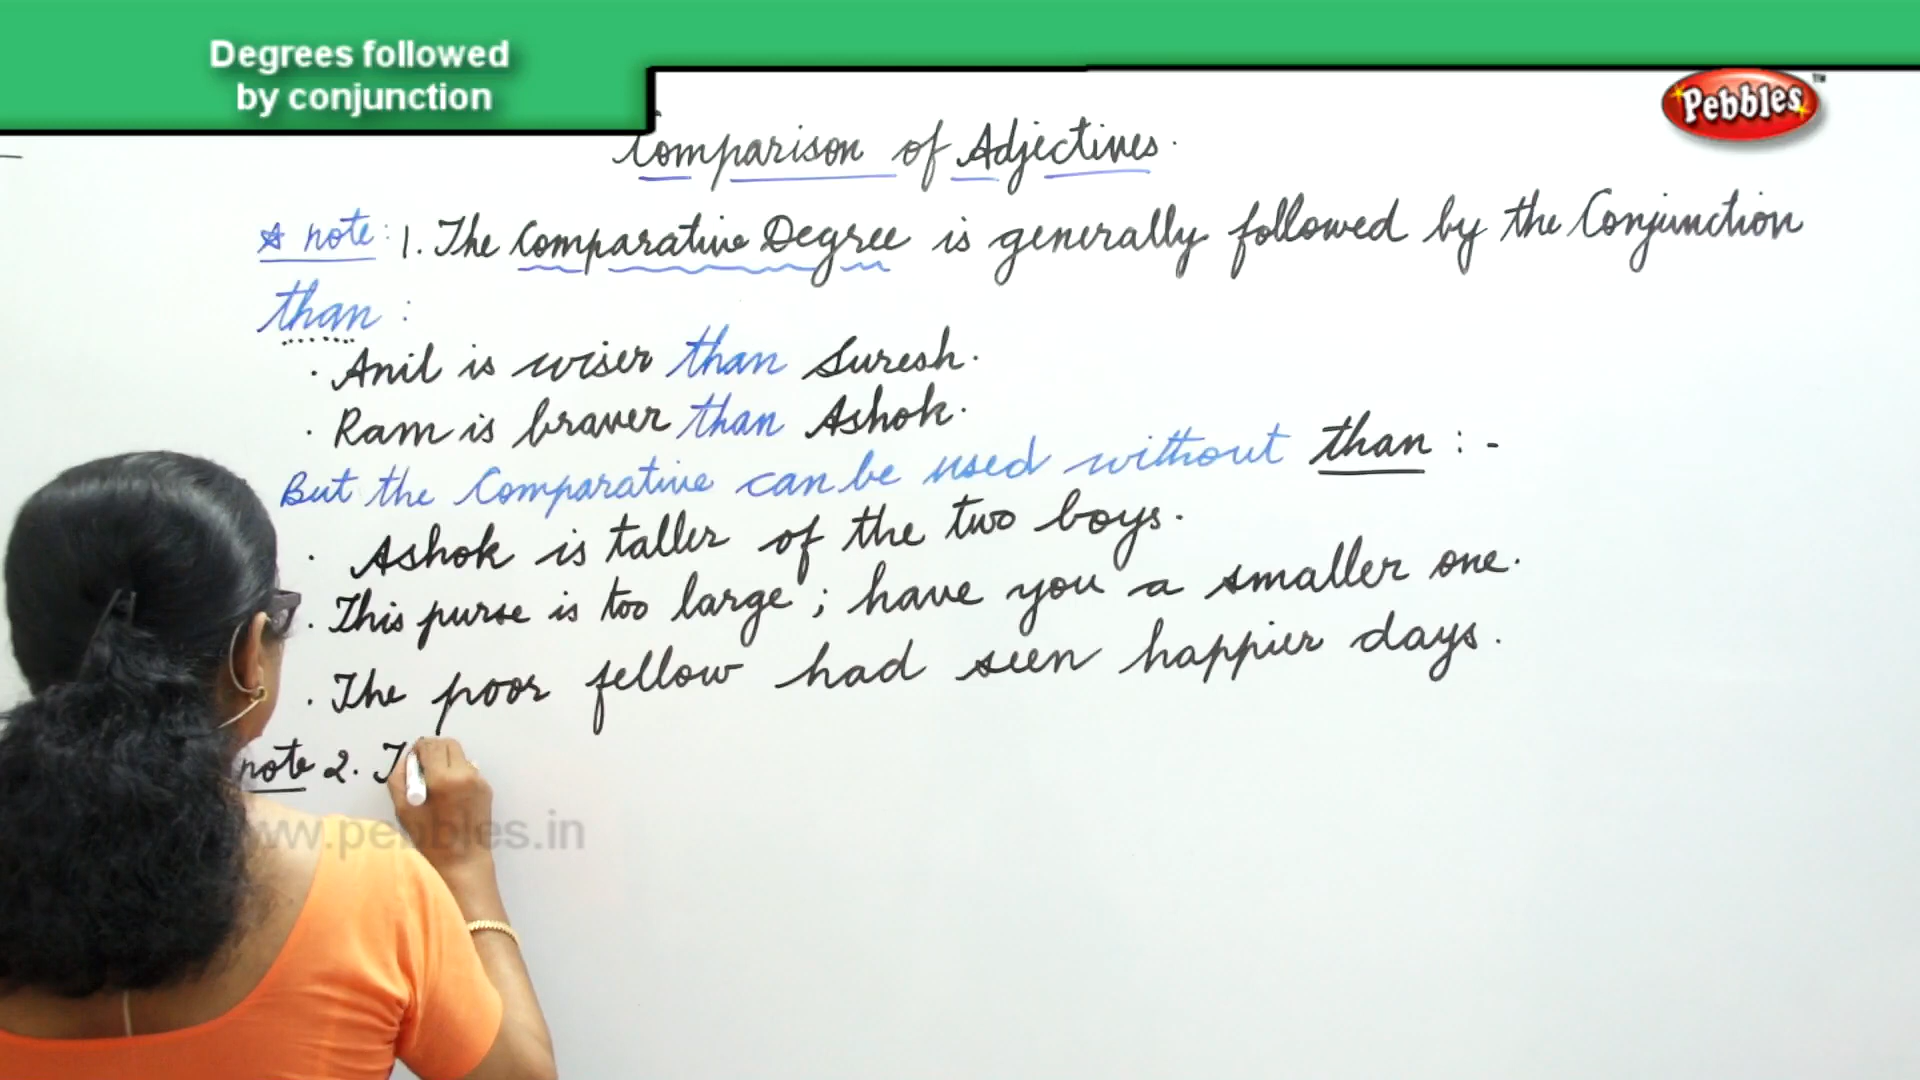 Degrees followed
by conjunction
Pebbles™
Comparison of Adjectives.
note: 1. The Comparative Degree is generally followed by the Conjunction
than:
· Anil is wiser than Suresh.
· Ram is braver than Ashok.
But the Comparative can be used without than : -
· Ashok is taller of the two boys.
· This purse is too large; have you a smaller one.
· The poor fellow had seen happier days.
note 2. T
www.pebbles.in